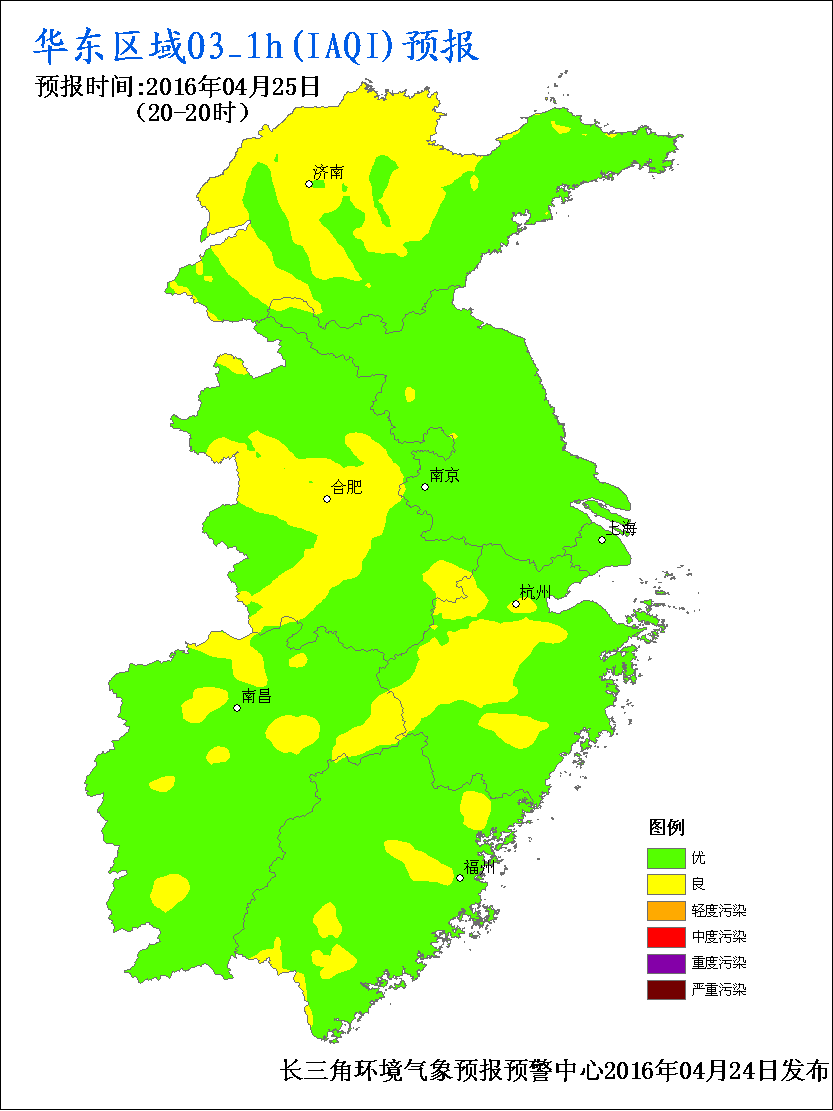 华东区域O3_1h(IAQI)预报
预报时间:2016年04月25日
(20-20时)
济南
合肥
南京
上海
杭州
南昌
福州
图例
优
良
轻度污染
中度污染
重度污染
严重污染
长三角环境气象预报预警中心2016年04月24日发布